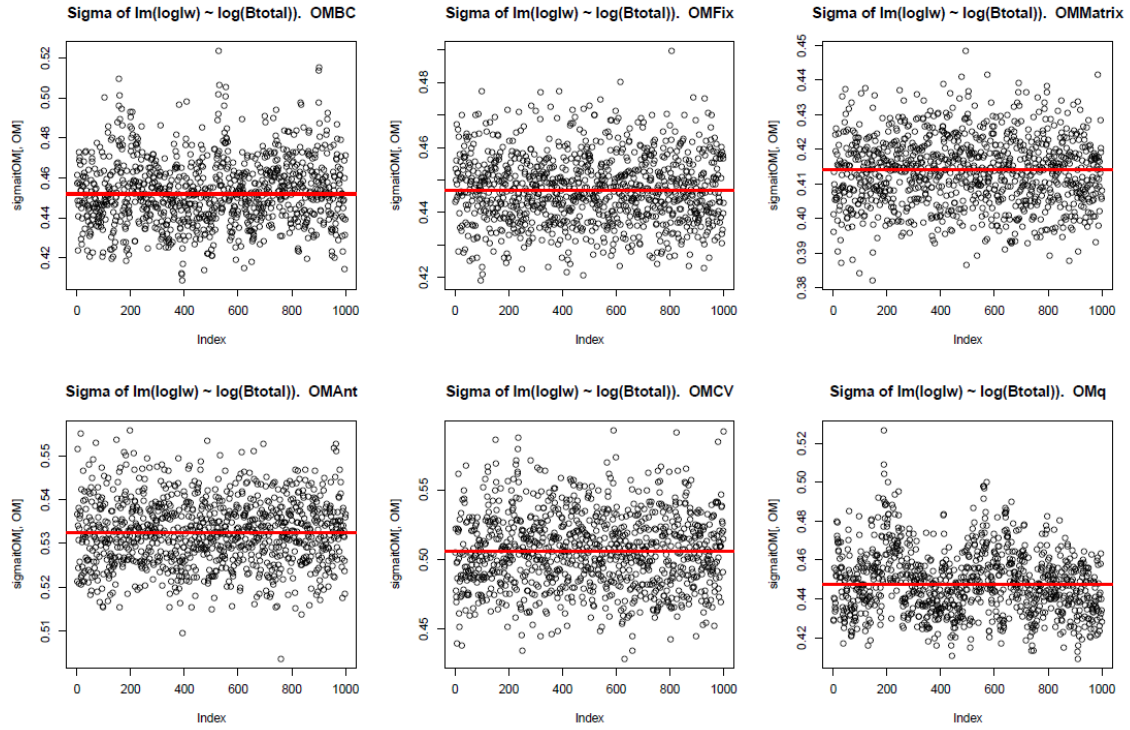 Sigma of lm(logIw) ~ log(Btotal)). OMBC
sigmaitOM[, OM]
0.52
0.50
0.48
0.46
0.44
0.42
0 200 400 600 800 1000
Index
Sigma of lm(logIw) ~ log(Btotal)). OMFix
sigmaitOM[, OM]
0.48
0.46
0.44
0.42
0 200 400 600 800 1000
Index
Sigma of lm(logIw) ~ log(Btotal)). OMMatrix
sigmaitOM[, OM]
0.45
0.44
0.43
0.42
0.41
0.40
0.39
0.38
0 200 400 600 800 1000
Index
Sigma of lm(logIw) ~ log(Btotal)). OMAnt
sigmaitOM[, OM]
0.55
0.54
0.53
0.52
0.51
0 200 400 600 800 1000
Index
Sigma of lm(logIw) ~ log(Btotal)). OMCV
sigmaitOM[, OM]
0.55
0.50
0.45
0 200 400 600 800 1000
Index
Sigma of lm(logIw) ~ log(Btotal)). OMq
sigmaitOM[, OM]
0.52
0.50
0.48
0.46
0.44
0.42
0 200 400 600 800 1000
Index